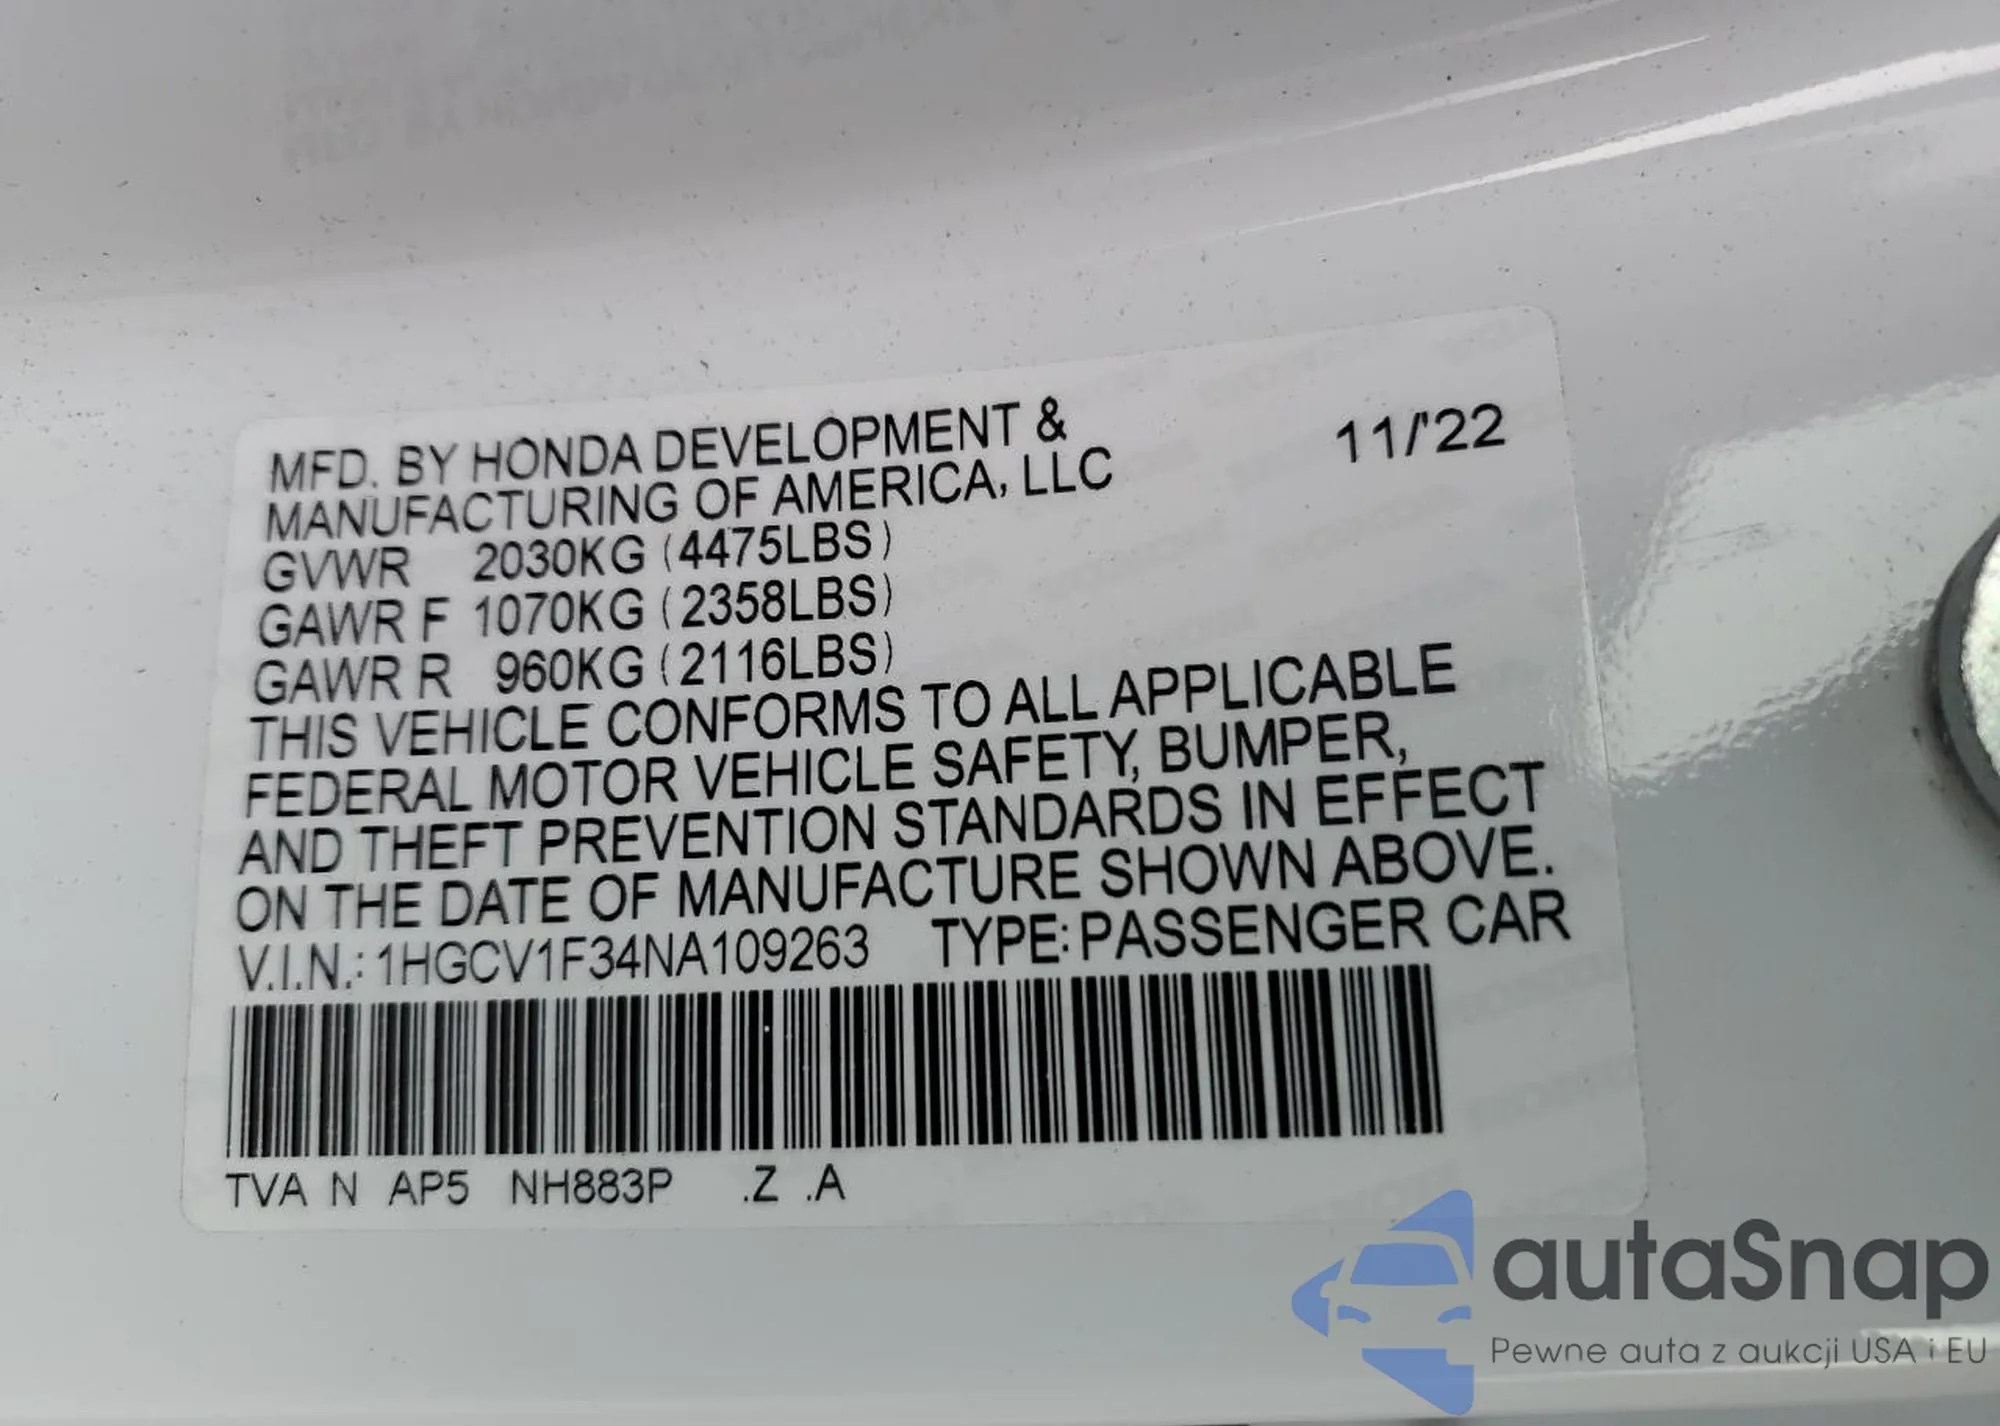 MFD. BY HONDA DEVELOPMENT &
MANUFACTURING OF AMERICA, LLC
11/'22
GVWR 2030KG (4475LBS)
GAWR F 1070KG (2358LBS)
GAWR R 960KG (2116LBS)
THIS VEHICLE CONFORMS TO ALL APPLICABLE
FEDERAL MOTOR VEHICLE SAFETY, BUMPER,
AND THEFT PREVENTION STANDARDS IN EFFECT
ON THE DATE OF MANUFACTURE SHOWN ABOVE.
V.I.N.: 1HGCV1F34NA109263 TYPE: PASSENGER CAR
TVA N AP5 NH883P .Z .A
autaSnap
Pewne auta z aukcji USA i EU